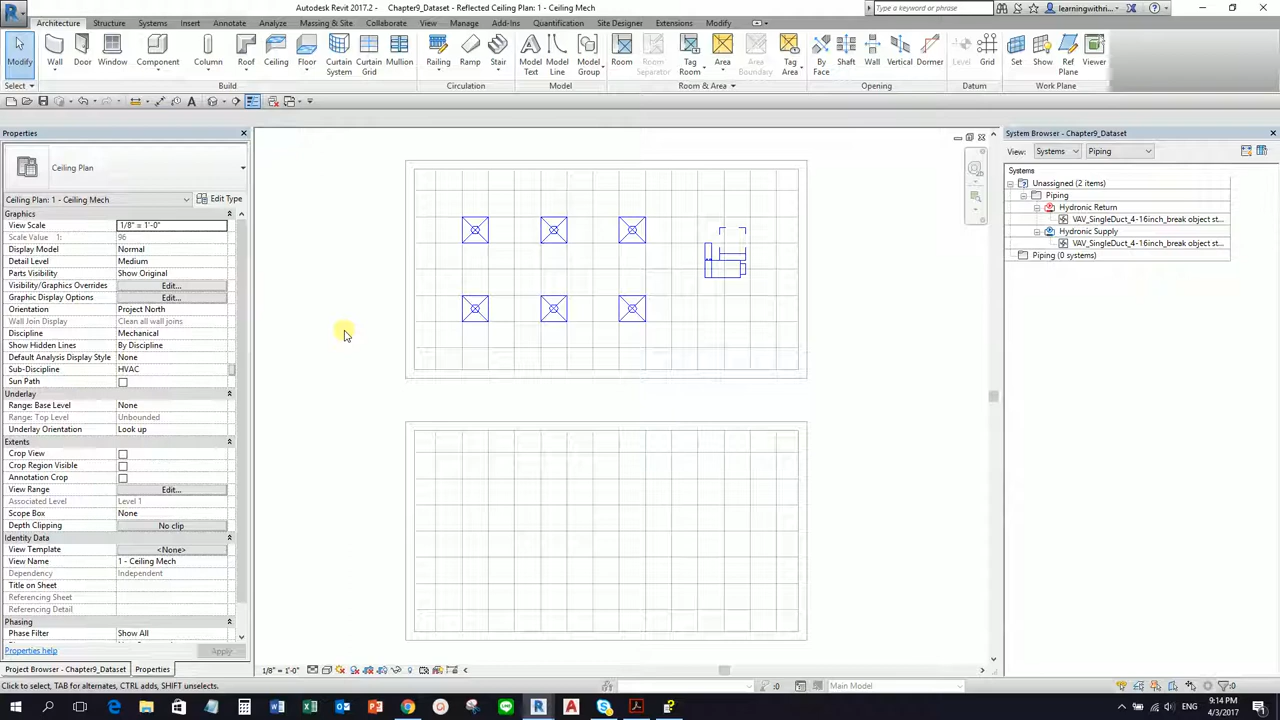 Autodesk Revit 2017.2 - Chapter9_Dataset - Reflected Ceiling Plan: 1 - Ceiling Mech
Type a keyword or phrase
learningwithri...
Architecture Structure Systems Insert Annotate Analyze Massing & Site Collaborate View Manage Add-Ins Quantification Site Designer Extensions Modify
Modify Wall Door Window Component Column Roof Ceiling Floor Curtain System Curtain Grid Mullion Railing Ramp Stair Model Text Model Line Model Group Room Room Separator Tag Room Area Area Boundary Tag Area By Face Shaft Wall Vertical Dormer Level Grid Set Show Ref Plane Viewer
Select Build Circulation Model Room & Area Opening Datum Work Plane
Properties
System Browser - Chapter9_Dataset
View: Systems Piping
Ceiling Plan
Systems
Unassigned (2 items)
Piping
Hydronic Return
VAV_SingleDuct_4-16inch_break object st...
Hydronic Supply
VAV_SingleDuct_4-16inch_break object st...
Piping (0 systems)
Ceiling Plan: 1 - Ceiling Mech Edit Type
Graphics
View Scale 1/8" = 1'-0"
Scale Value 1: 96
Display Model Normal
Detail Level Medium
Parts Visibility Show Original
Visibility/Graphics Overrides Edit...
Graphic Display Options Edit...
Orientation Project North
Wall Join Display Clean all wall joins
Discipline Mechanical
Show Hidden Lines By Discipline
Default Analysis Display Style None
Sub-Discipline HVAC
Sun Path
Underlay
Range: Base Level None
Range: Top Level Unbounded
Underlay Orientation Look up
Extents
Crop View
Crop Region Visible
Annotation Crop
View Range Edit...
Associated Level Level 1
Scope Box None
Depth Clipping No clip
Identity Data
View Template <None>
View Name 1 - Ceiling Mech
Dependency Independent
Title on Sheet
Referencing Sheet
Referencing Detail
Phasing
Phase Filter Show All
Properties help Apply
Project Browser - Chapter9_Dataset Properties
1/8" = 1'-0"
Click to select, TAB for alternates, CTRL adds, SHIFT unselects.
:0
Main Model
:0
ENG
9:14 PM
4/3/2017